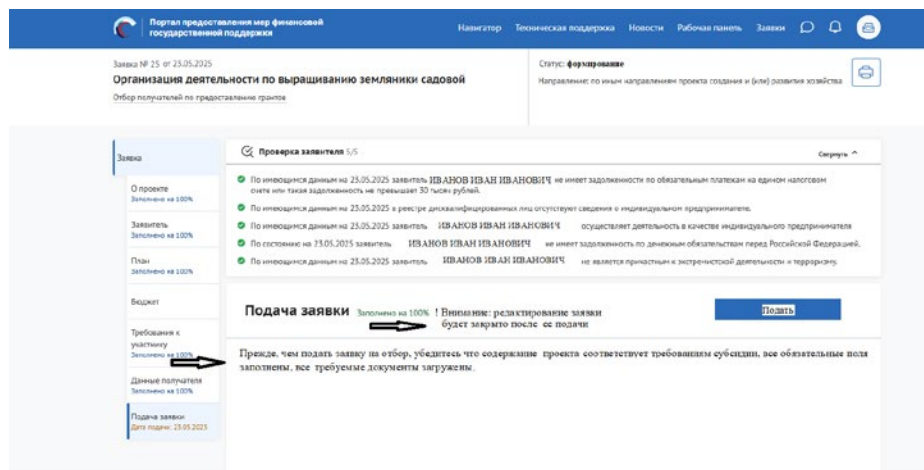 Портал предоставления мер финансовой
государственной поддержки
Навигатор Техническая поддержка Новости Рабочая панель Заявки
Заявка № 25 от 23.05.2025
Организация деятельности по выращиванию земляники садовой
Отбор получателей по предоставлению грантов
Статус: формирование
Направление: по иным направлениям проекта создания и (или) развития хозяйства
Заявка
О проекте
Заполнено на 100%
Заявитель
Заполнено на 100%
План
Заполнено на 100%
Бюджет
Требования к
участнику
Заполнено на 100%
Данные получателя
Заполнено на 100%
Подача заявки
Дата подачи: 23.05.2025
Проверка заявителя 5/5
Свернуть
По имеющимся данным на 23.05.2025 заявитель ИВАНОВ ИВАН ИВАНОВИЧ не имеет задолженности по обязательным платежам на едином налоговом
счете или такая задолженность не превышает 30 тысяч рублей.
По имеющимся данным на 23.05.2025 в реестре дисквалифицированных лиц отсутствуют сведения о индивидуальном предпринимателе.
По имеющимся данным на 23.05.2025 заявитель ИВАНОВ ИВАН ИВАНОВИЧ осуществляет деятельность в качестве индивидуального предпринимателя
По состоянию на 23.05.2025 заявитель ИВАНОВ ИВАН ИВАНОВИЧ не имеет задолженность по денежным обязательствам перед Российской Федерацией.
По имеющимся данным на 23.05.2025 заявитель ИВАНОВ ИВАН ИВАНОВИЧ не является причастным к экстремистской деятельности и терроризму.
Подача заявки Заполнено на 100% ! Внимание: редактирование заявки
будет закрыто после ее подачи
Подать
Прежде, чем подать заявку на отбор, убедитесь что содержание проекта соответствует требованиям субсидии, все обязательные поля
заполнены, все требуемые документы загружены.